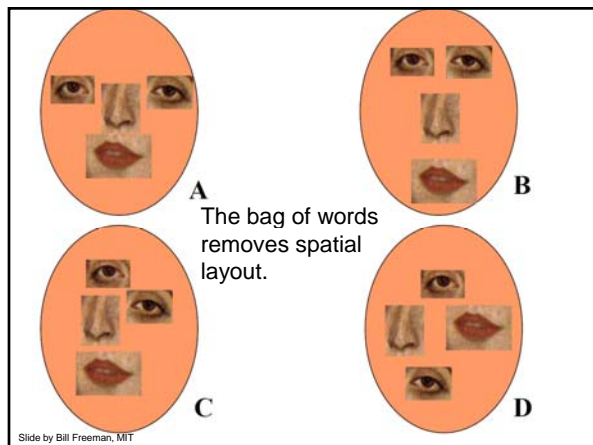 A
B
The bag of words
removes spatial
layout.
C
D
Slide by Bill Freeman, MIT